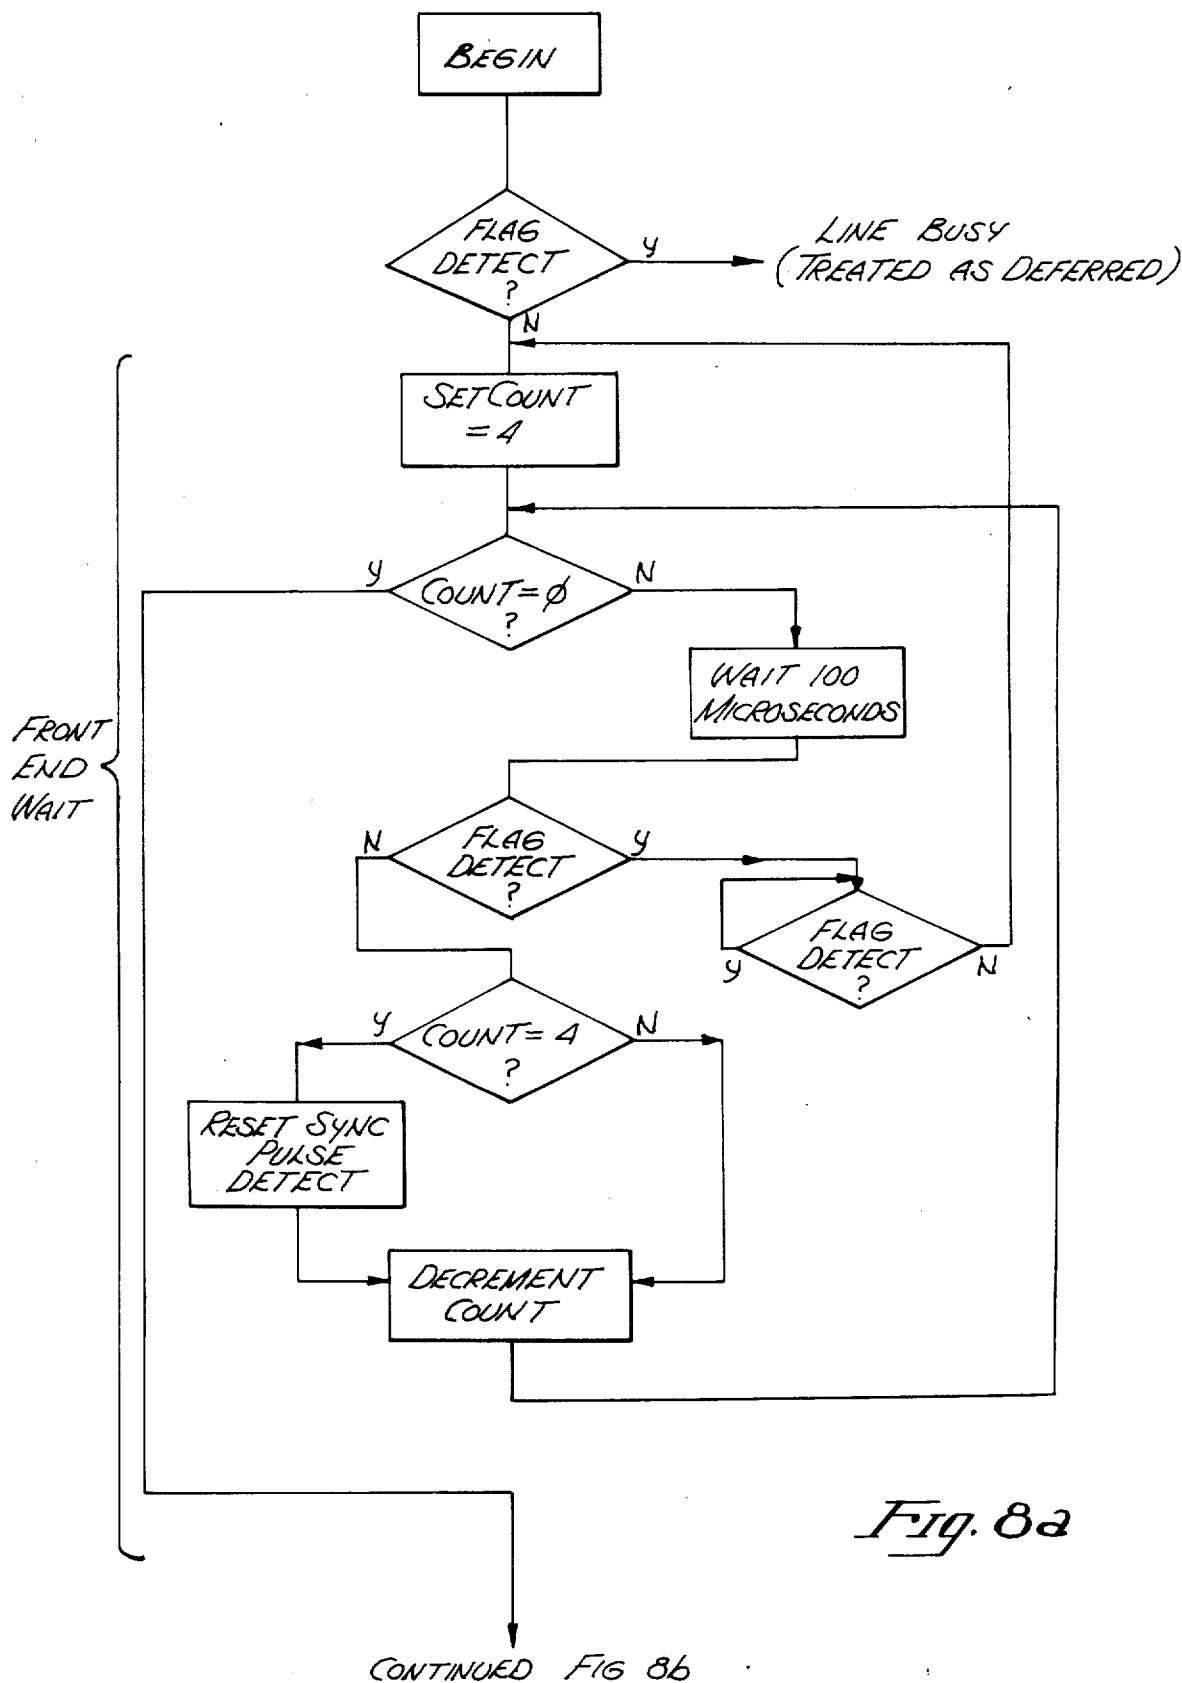 BEGIN
FLAG
DETECT
?
Y
LINE BUSY
(TREATED AS DEFERRED)
N
SET COUNT
= 4
Y
COUNT = ∅
?
N
WAIT 100
MICROSECONDS
FRONT
END
WAIT
N
FLAG
DETECT
?
Y
FLAG
DETECT
?
Y
N
Y
COUNT = 4
?
N
RESET SYNC
PULSE
DETECT
DECREMENT
COUNT
Fig. 8a
CONTINUED FIG 8b